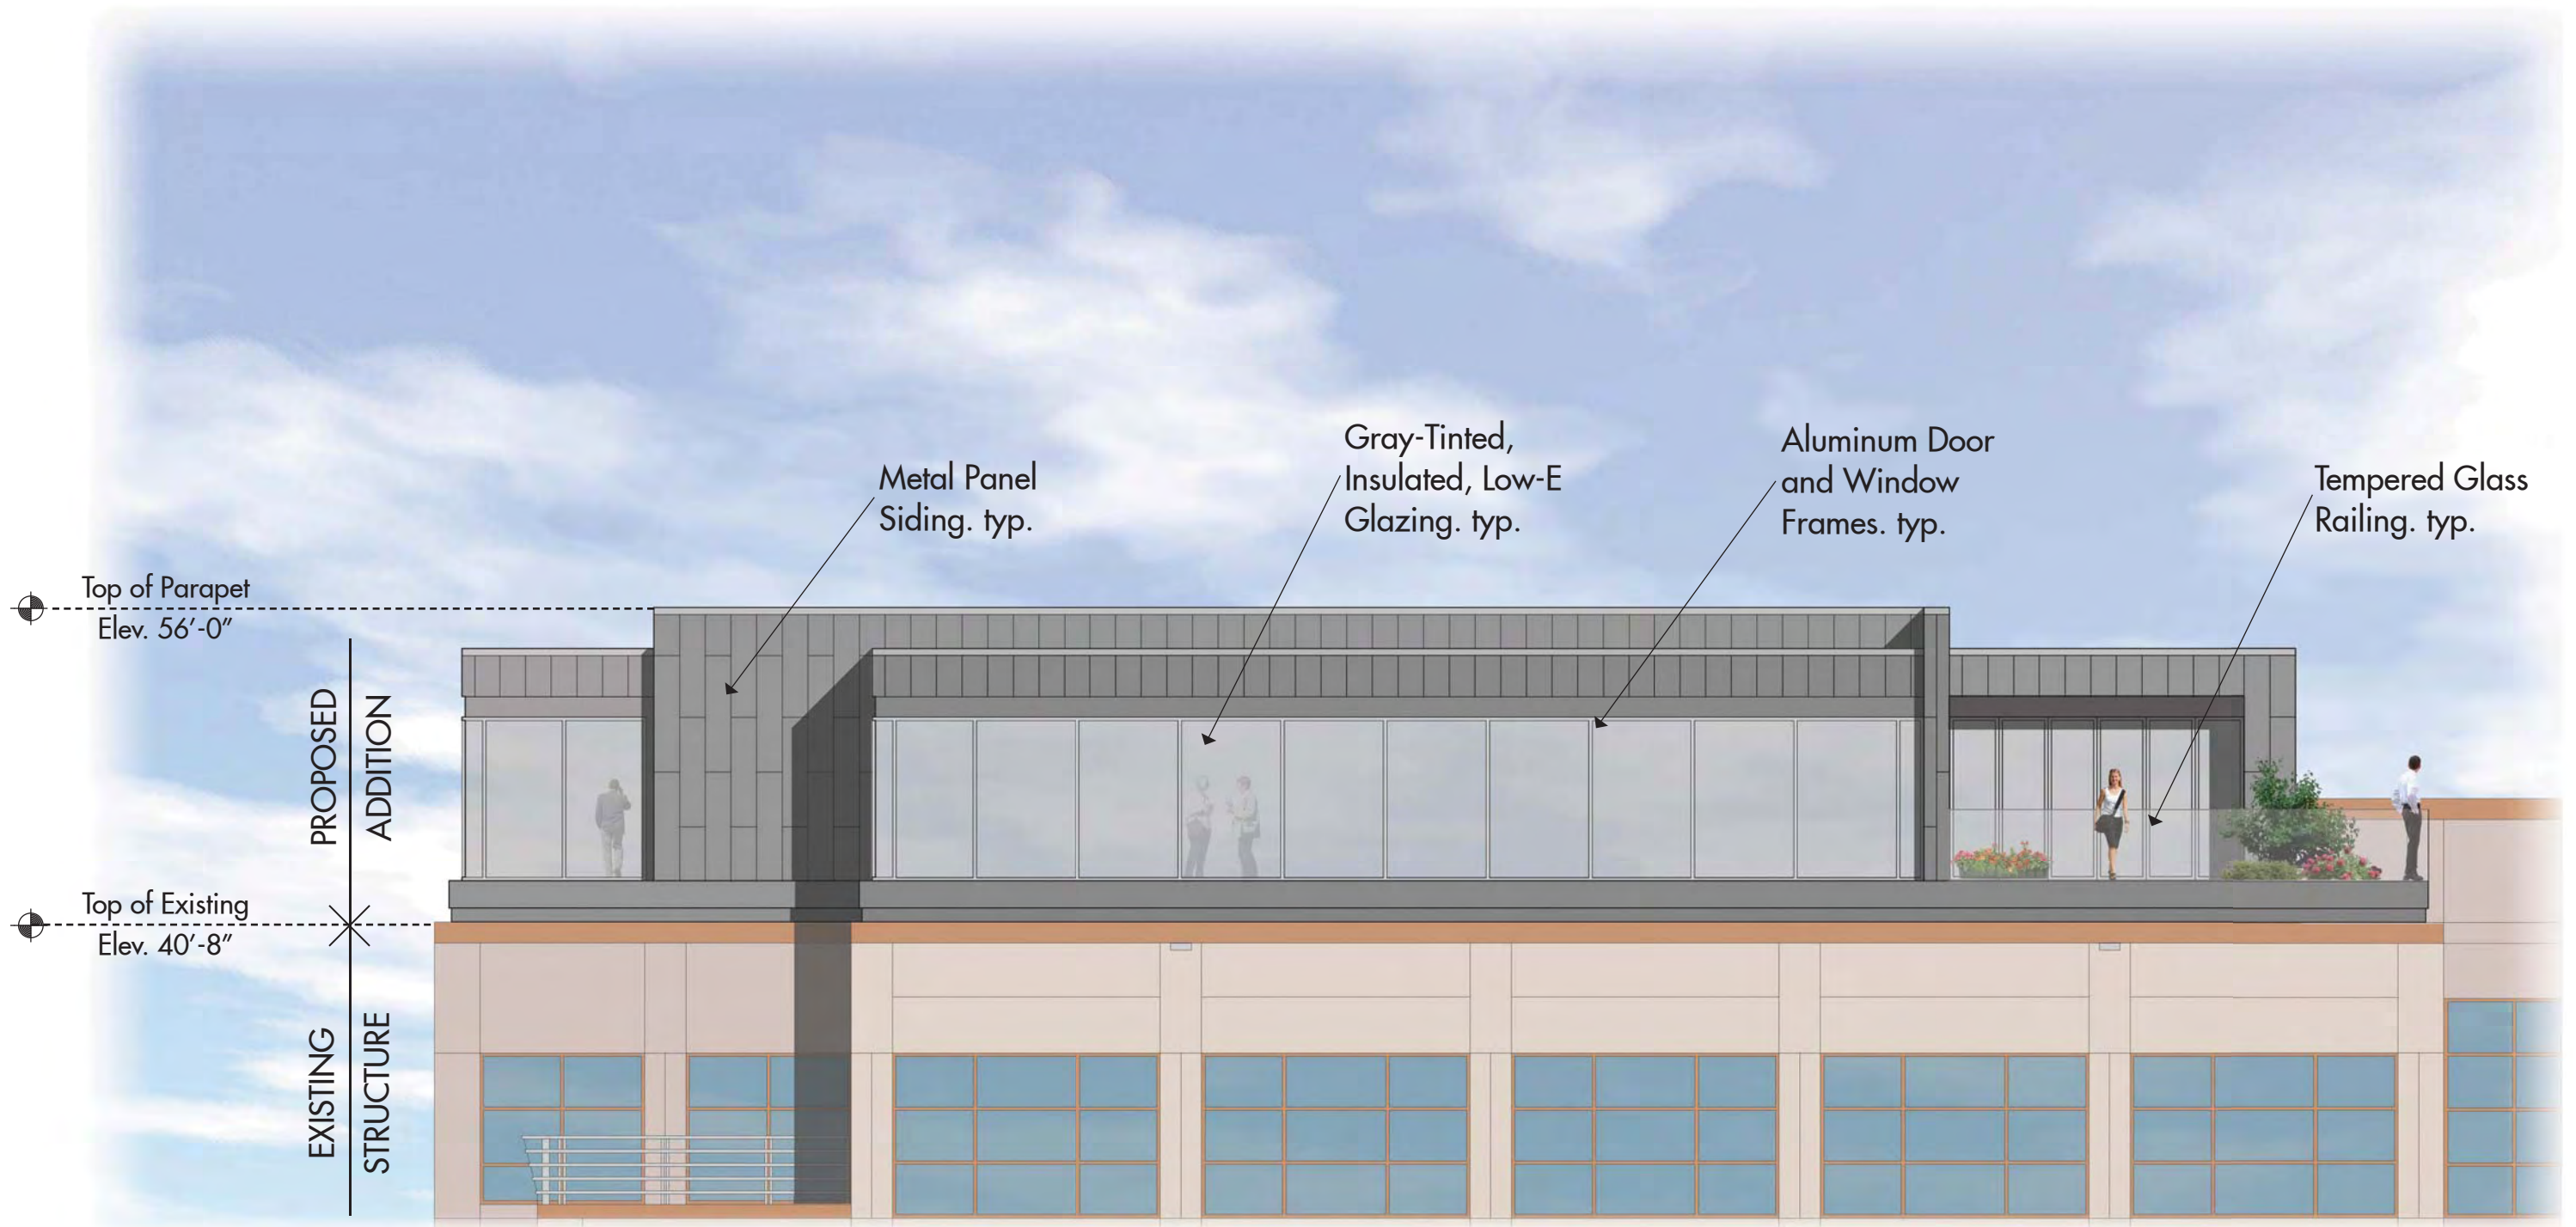 Gray-Tinted,
Insulated, Low-E
Glazing. typ.
Aluminum Door
and Window
Frames. typ.
Metal Panel
Siding. typ.
Tempered Glass
Railing. typ.
Top of Parapet
Elev. 56'-0"
PROPOSED
ADDITION
Top of Existing
Elev. 40'-8"
EXISTING
STRUCTURE